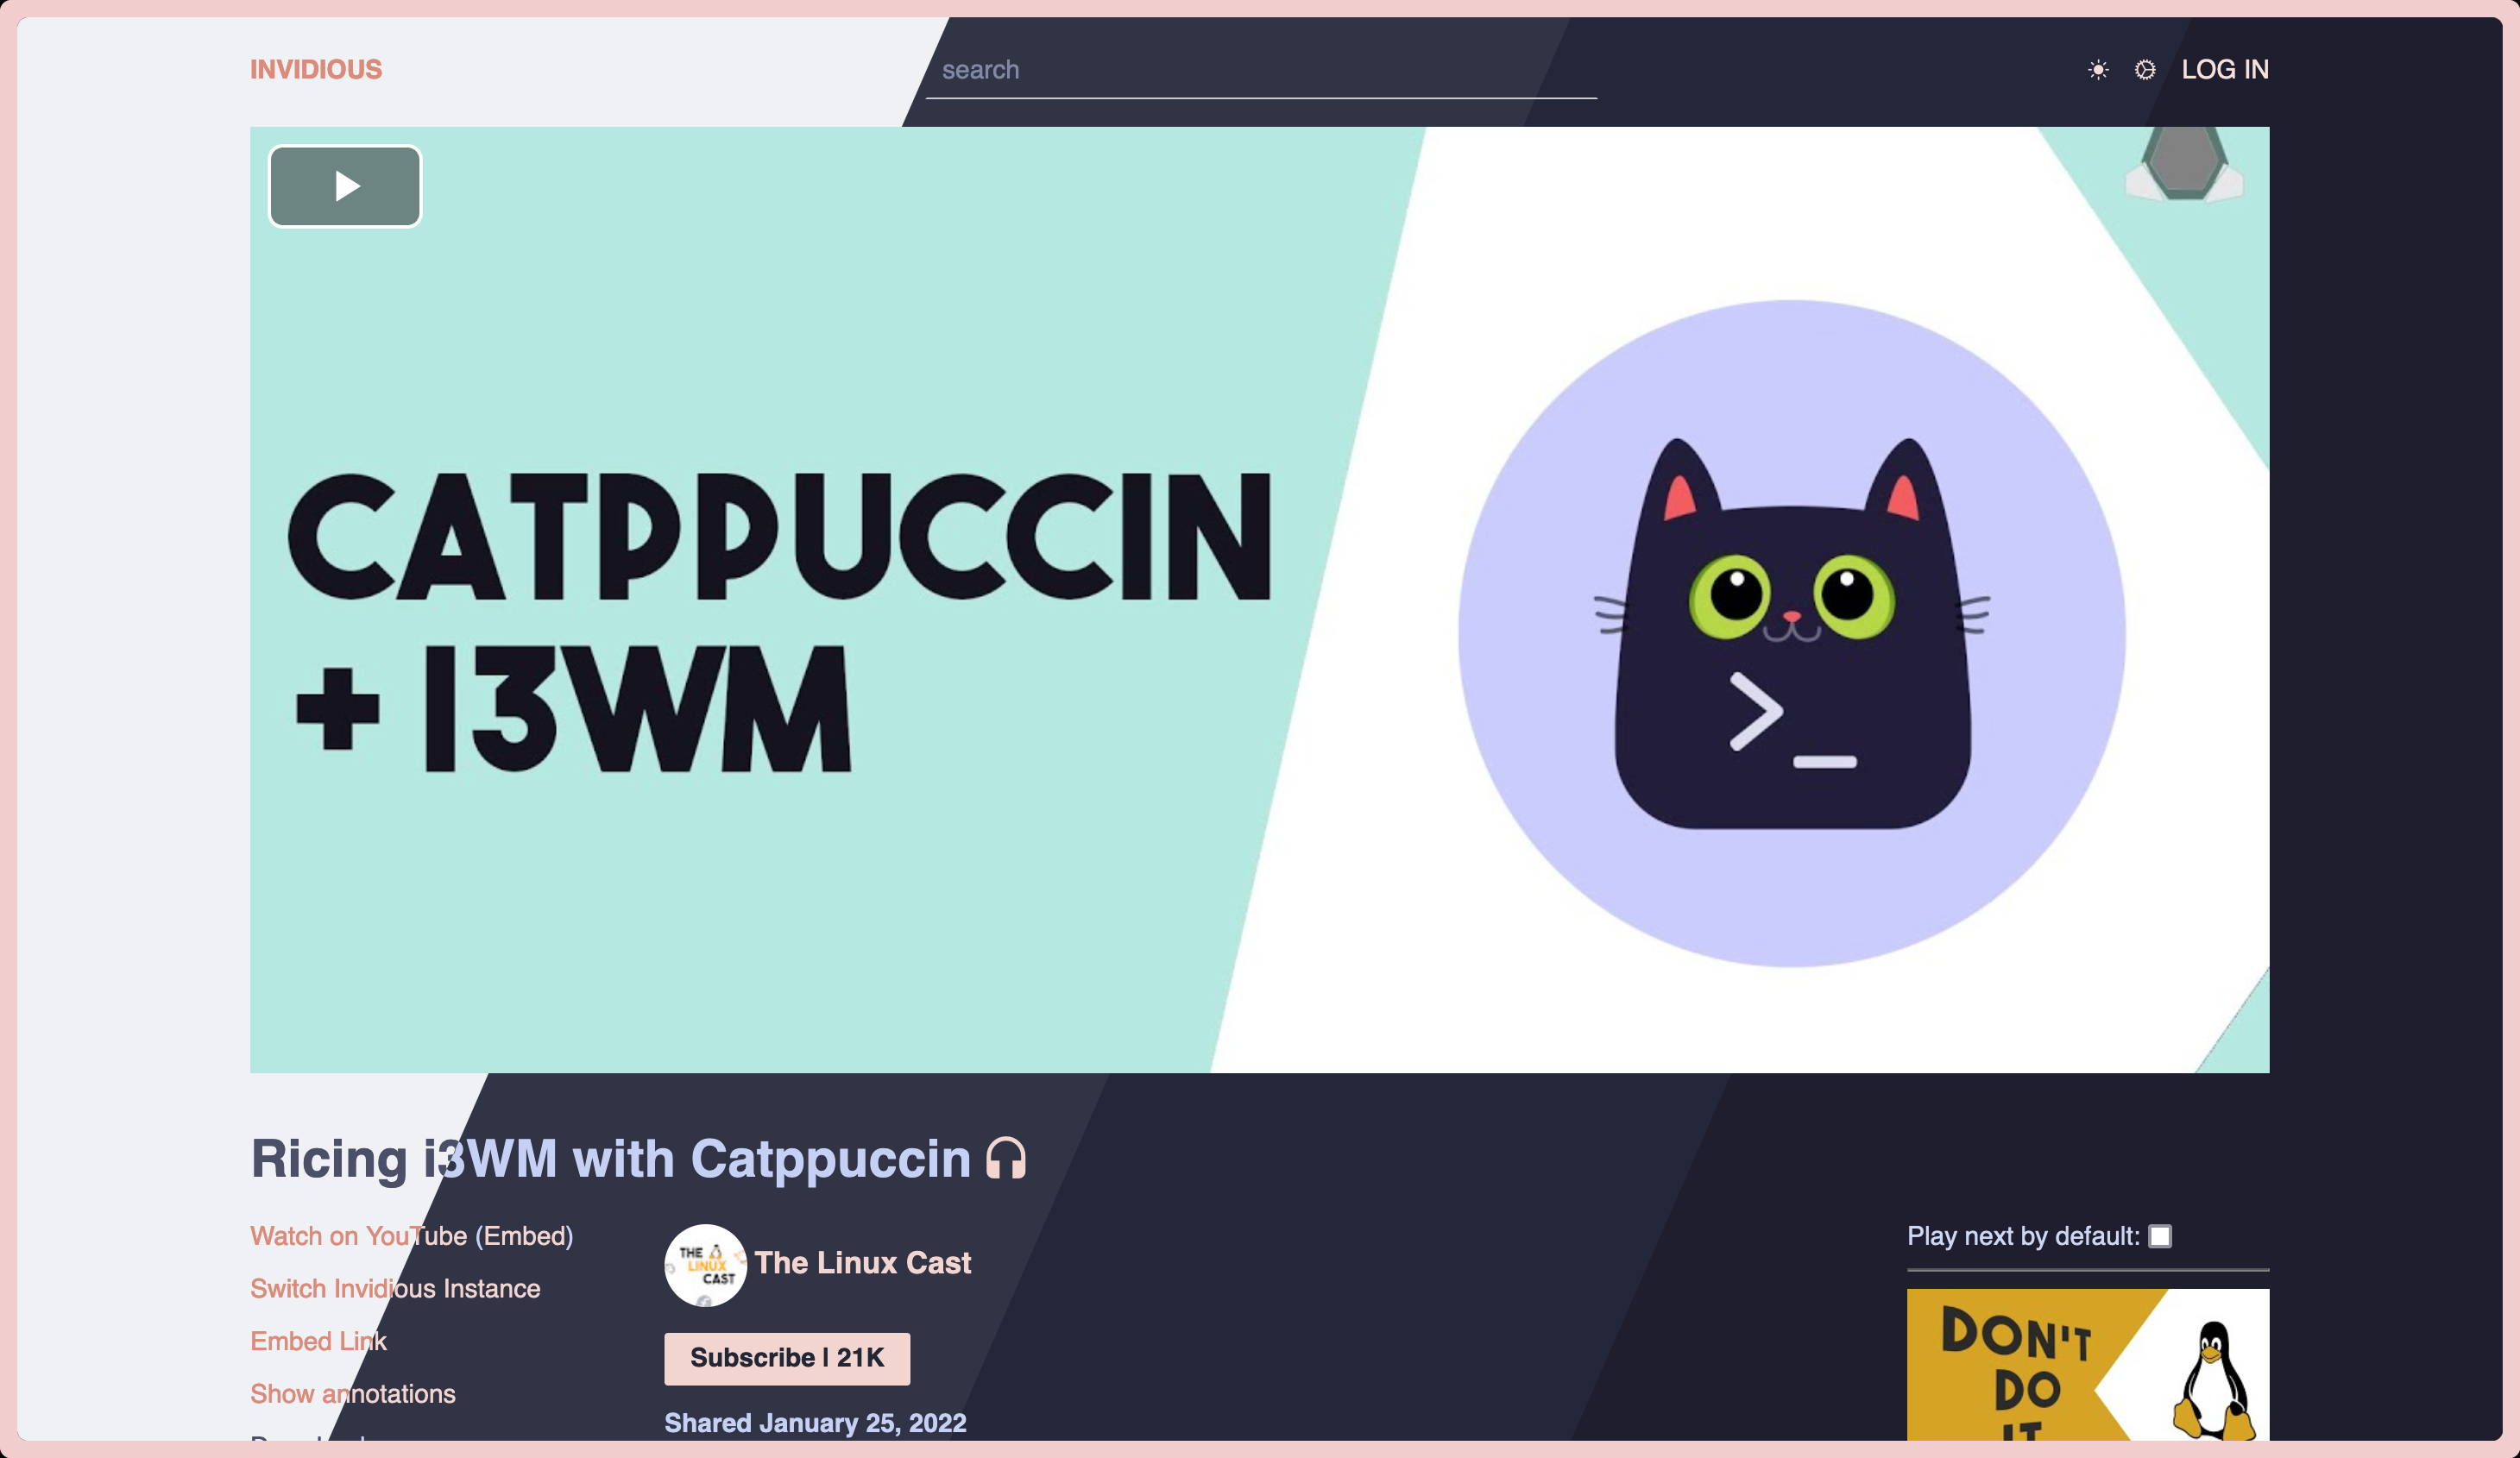 INVIDIOUS
search
LOG IN
CATPPUCCIN
+ I3WM
>_
Ricing i3WM with Catppuccin
Watch on YouTube (Embed)
Switch Invidious Instance
Embed Link
Show annotations
THE
LINUX
CAST
The Linux Cast
Subscribe | 21K
Shared January 25, 2022
Play next by default:
DON'T
DO
IT